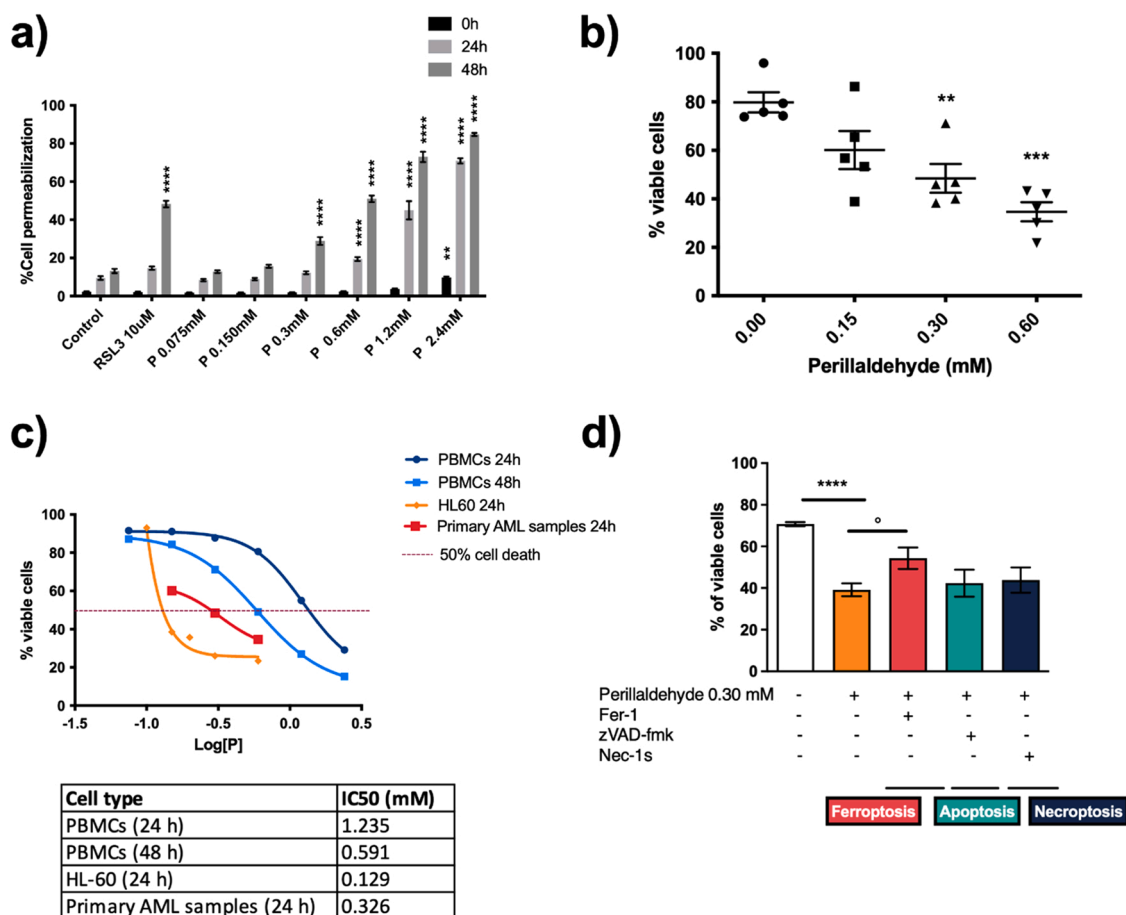 a)
0h
24h
48h
%Cell permeabilization
100
80
60
40
20
0
****
****
****
****
****
****
**
****
****
Control
RSL3 10uM
P 0.075mM
P 0.150mM
P 0.3mM
P 0.6mM
P 1.2mM
P 2.4mM
b)
% viable cells
100
80
60
40
20
0
**
***
0.00
0.15
0.30
0.60
Perillaldehyde (mM)
c)
PBMCs 24h
PBMCs 48h
HL60 24h
Primary AML samples 24h
50% cell death
% viable cells
100
80
60
40
20
0
-1.5
-1.0
-0.5
0.0
0.5
Log[P]
Cell type IC50 (mM)
PBMCs (24 h) 1.235
PBMCs (48 h) 0.591
HL-60 (24 h) 0.129
Primary AML samples (24 h) 0.326
d)
% of viable cells
100
80
60
40
20
0
****
°
Perillaldehyde 0.30 mM - + + + +
Fer-1 - - + - -
zVAD-fmk - - - + -
Nec-1s - - - - +
Ferroptosis Apoptosis Necroptosis